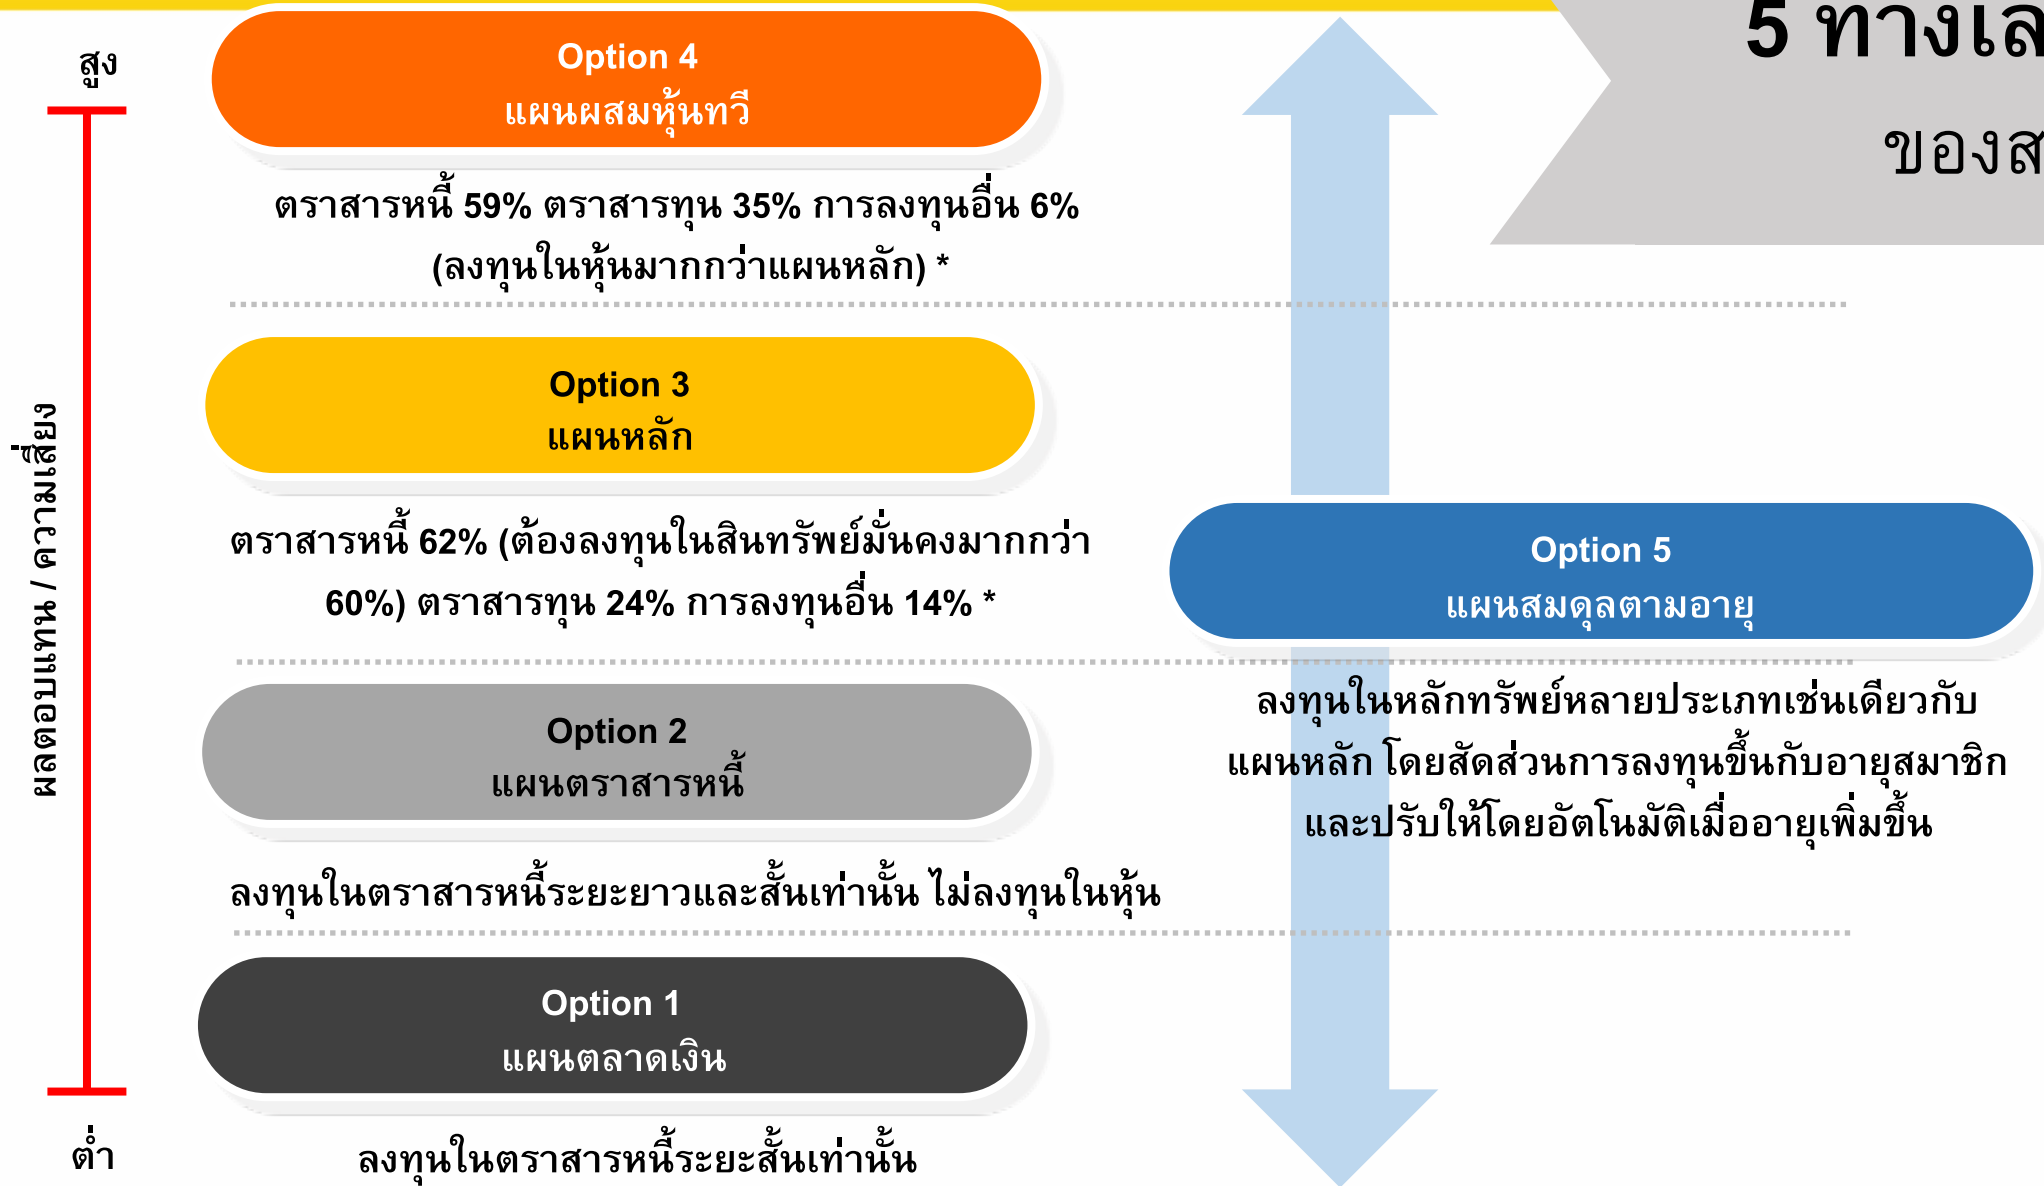 5 ทางเล
ของส
สูง
ผลตอบแทน / ความเสี่ยง
ต่ำ
Option 4
แผนผสมหุ้นทวี
ตราสารหนี้ 59% ตราสารทุน 35% การลงทุนอื่น 6%
(ลงทุนในหุ้นมากกว่าแผนหลัก) *
Option 3
แผนหลัก
ตราสารหนี้ 62% (ต้องลงทุนในสินทรัพย์มั่นคงมากกว่า
60%) ตราสารทุน 24% การลงทุนอื่น 14% *
Option 2
แผนตราสารหนี้
ลงทุนในตราสารหนี้ระยะยาวและสั้นเท่านั้น ไม่ลงทุนในหุ้น
Option 1
แผนตลาดเงิน
ลงทุนในตราสารหนี้ระยะสั้นเท่านั้น
Option 5
แผนสมดุลตามอายุ
ลงทุนในหลักทรัพย์หลายประเภทเช่นเดียวกับ
แผนหลัก โดยสัดส่วนการลงทุนขึ้นกับอายุสมาชิก
และปรับให้โดยอัตโนมัติเมื่ออายุเพิ่มขึ้น